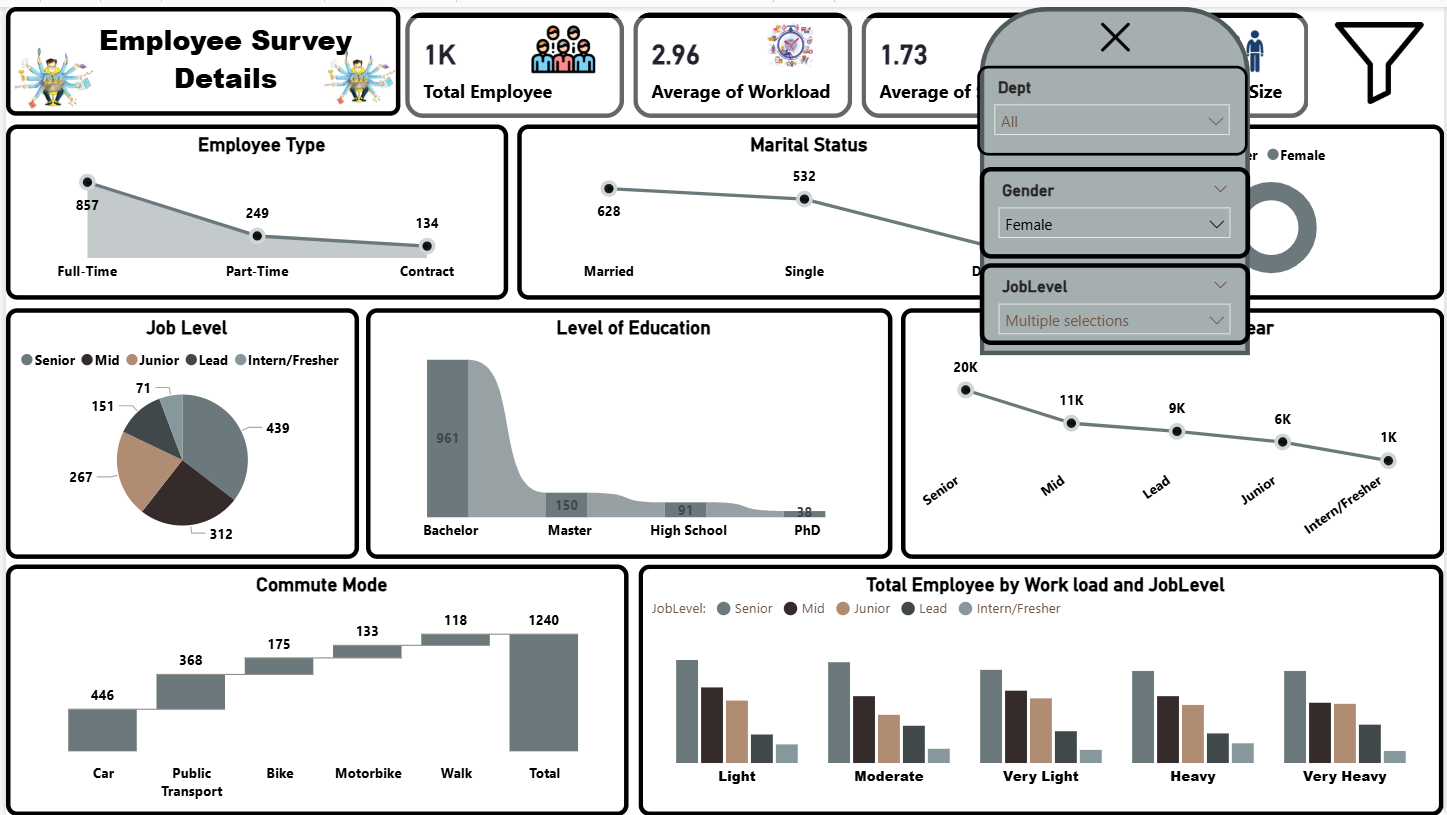 Employee Survey
Details
1K
Total Employee
2.96
Average of Workload
1.73
Average of
Size
Dept
All
Gender
Female
JobLevel
Multiple selections
Employee Type
857
249
134
Full-Time
Part-Time
Contract
Marital Status
628
532
Married
Single
D
er
Female
Job Level
Senior
Mid
Junior
Lead
Intern/Fresher
71
151
439
267
312
Level of Education
961
150
91
38
Bachelor
Master
High School
PhD
ear
20K
11K
9K
6K
1K
Senior
Mid
Lead
Junior
Intern/Fresher
Commute Mode
446
368
175
133
118
1240
Car
Public
Transport
Bike
Motorbike
Walk
Total
Total Employee by Work load and JobLevel
JobLevel:
Senior
Mid
Junior
Lead
Intern/Fresher
Light
Moderate
Very Light
Heavy
Very Heavy